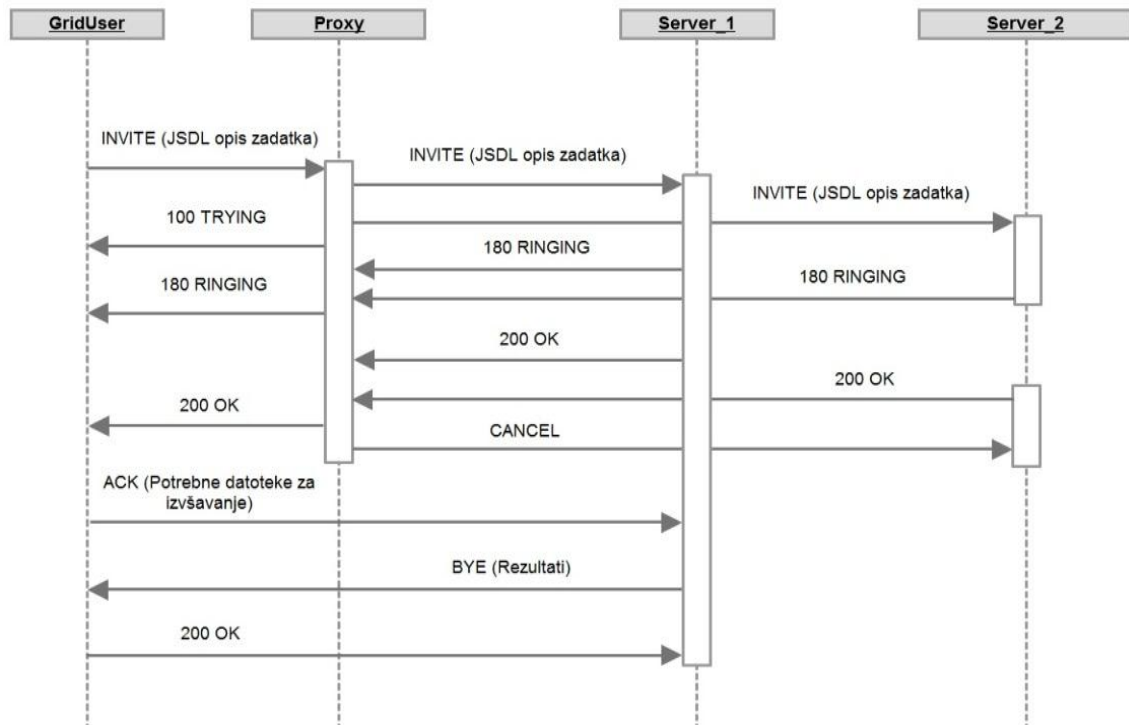 GridUser
Proxy
Server_1
Server_2
INVITE (JSDL opis zadatka)
INVITE (JSDL opis zadatka)
INVITE (JSDL opis zadatka)
100 TRYING
180 RINGING
180 RINGING
180 RINGING
200 OK
200 OK
200 OK
CANCEL
ACK (Potrebne datoteke za
izvšavanje)
BYE (Rezultati)
200 OK